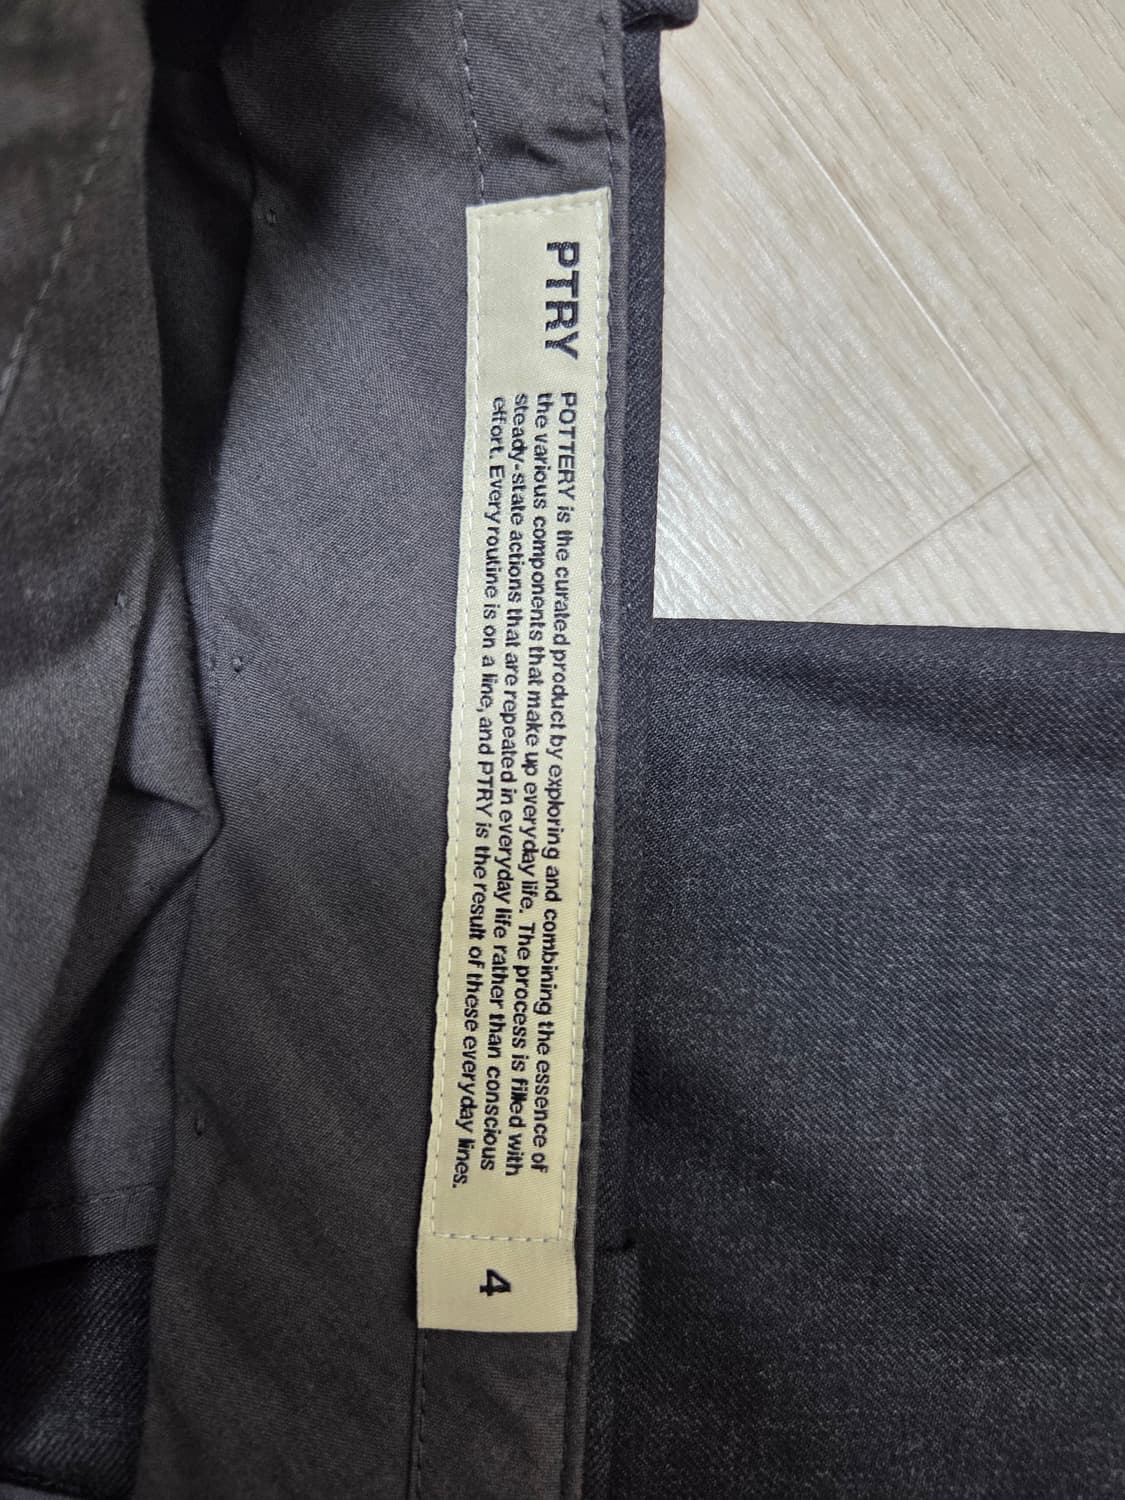 PTRY
POTTERY is the curated product by exploring and combining the essence of
the various components that make up everyday life. The process is filled with
steady-state actions that are repeated in everyday life rather than conscious
effort. Every routine is on a line, and PTRY is the result of these everyday lines.
4